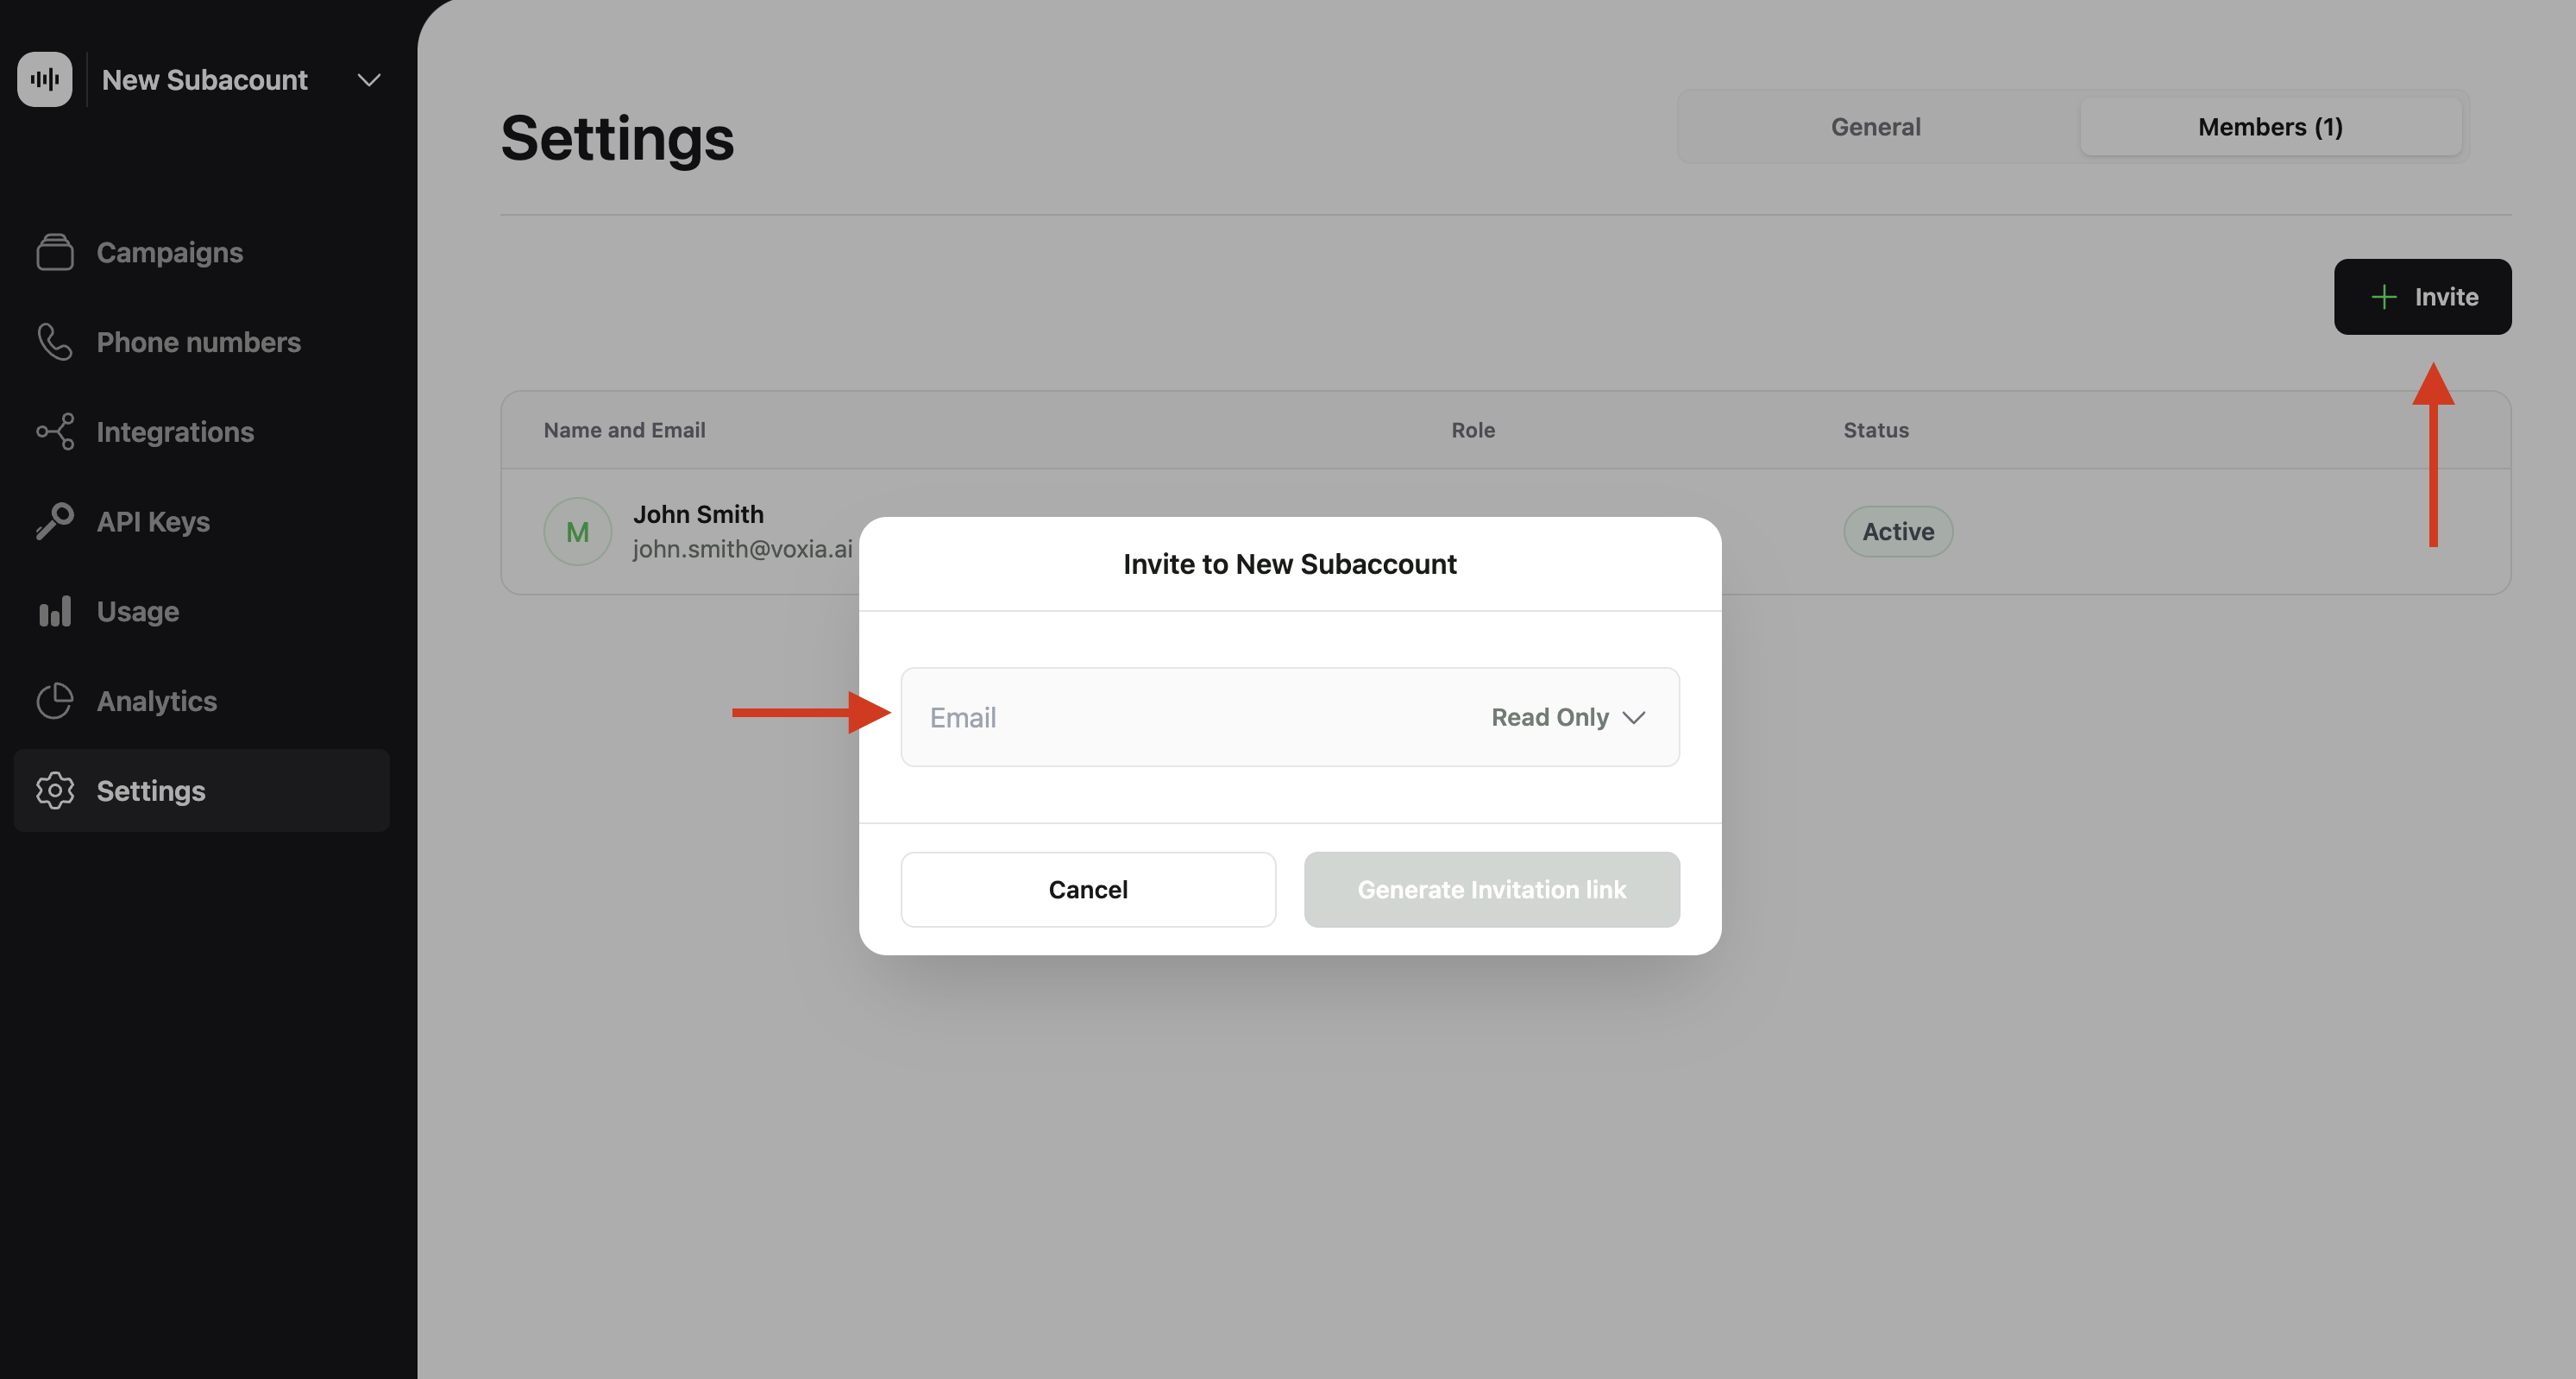 New Subacount
Campaigns
Phone numbers
Integrations
API Keys
Usage
Analytics
Settings
Settings
General
Members (1)
Invite
Name and Email
Role
Status
M
John Smith
john.smith@voxia.ai
Active
Invite to New Subaccount
Email
Read Only
Cancel
Generate Invitation link